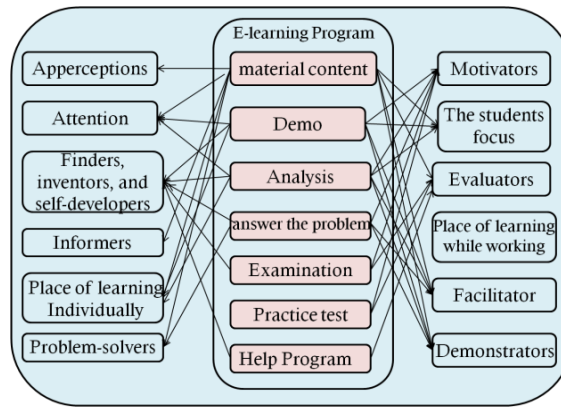 E-learning Program
Apperceptions
Attention
Finders,
inventors, and
self-developers
Informers
Place of learning
Individually
Problem-solvers
material content
Demo
Analysis
answer the problem
Examination
Practice test
Help Program
Motivators
The students
focus
Evaluators
Place of learning
while working
Facilitator
Demonstrators